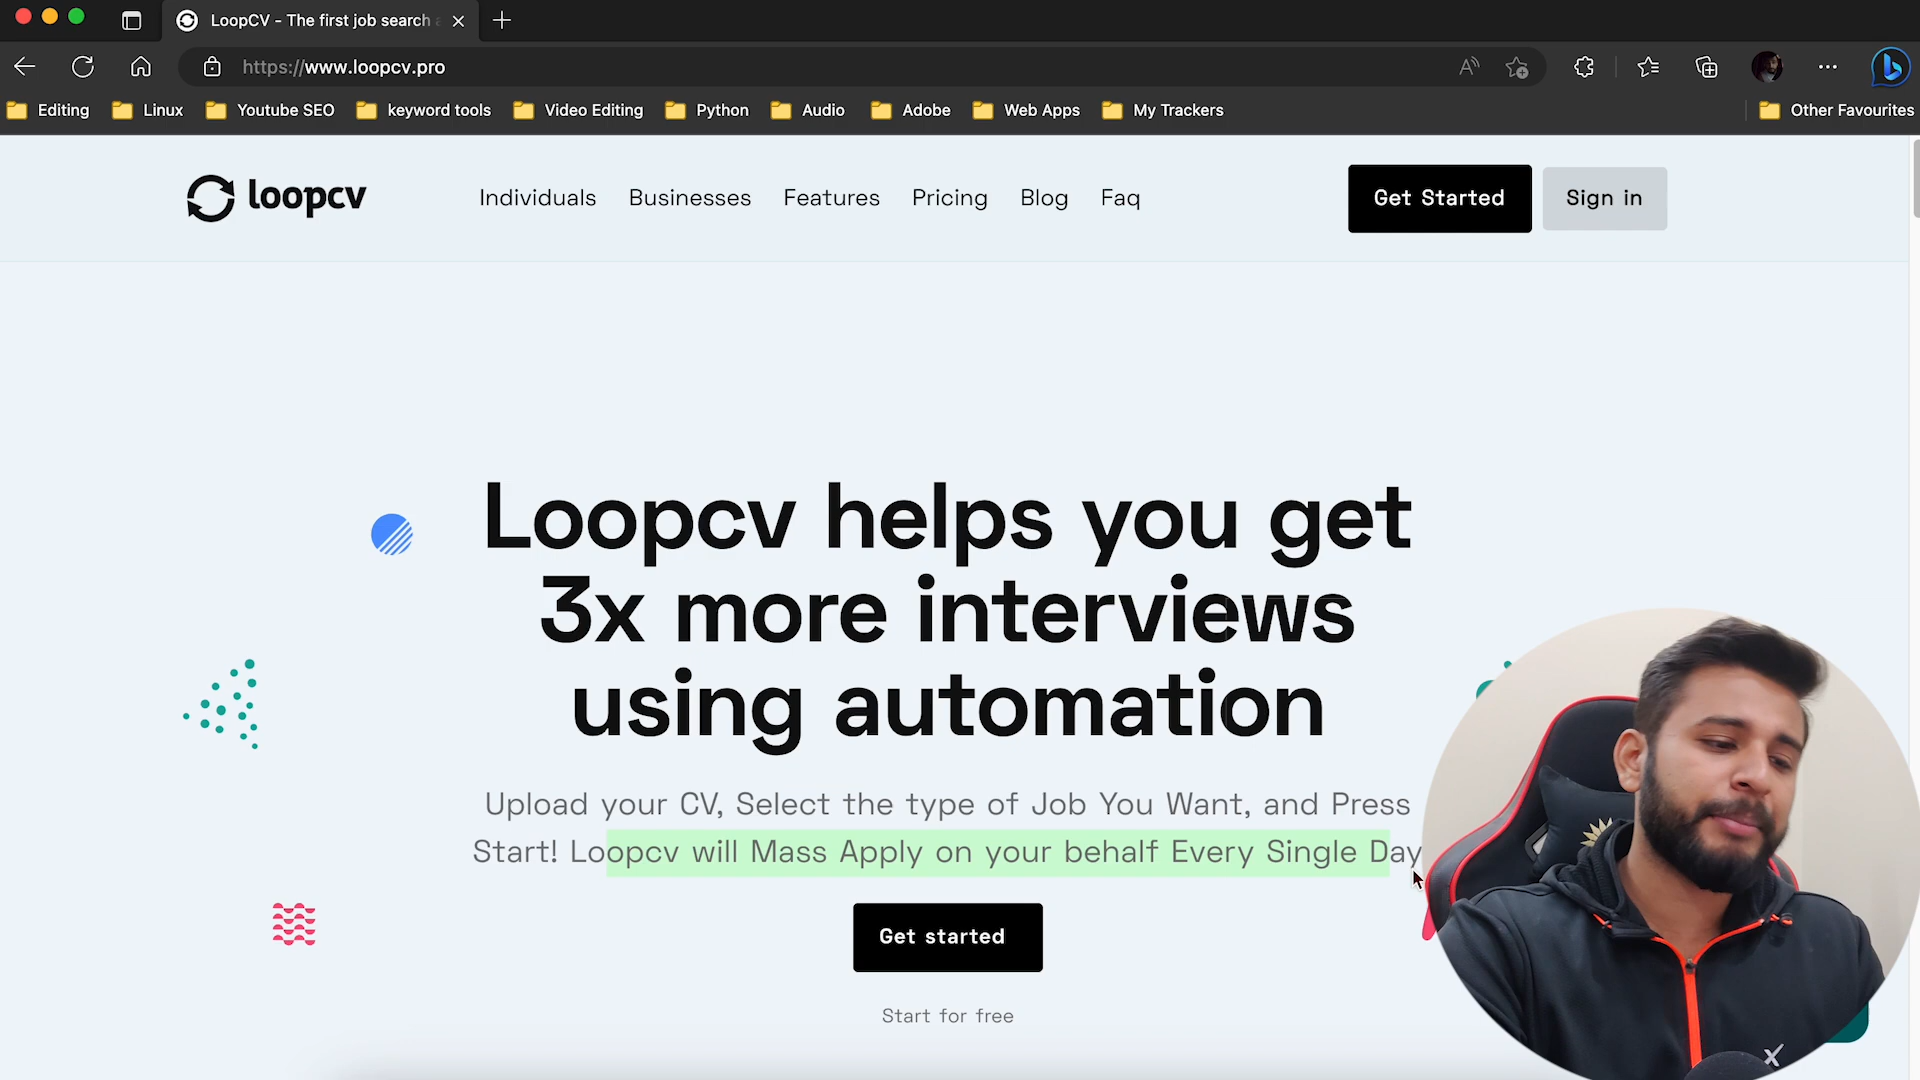 LoopCV - The first job search a
https://www.loopcv.pro
Editing Linux Youtube SEO keyword tools Video Editing Python Audio Adobe Web Apps My Trackers Other Favourites
loopcv Individuals Businesses Features Pricing Blog Faq Get Started Sign in
Loopcv helps you get
3x more interviews
using automation
Upload your CV, Select the type of Job You Want, and Press
Start! Loopcv will Mass Apply on your behalf Every Single Day
Get started
Start for free